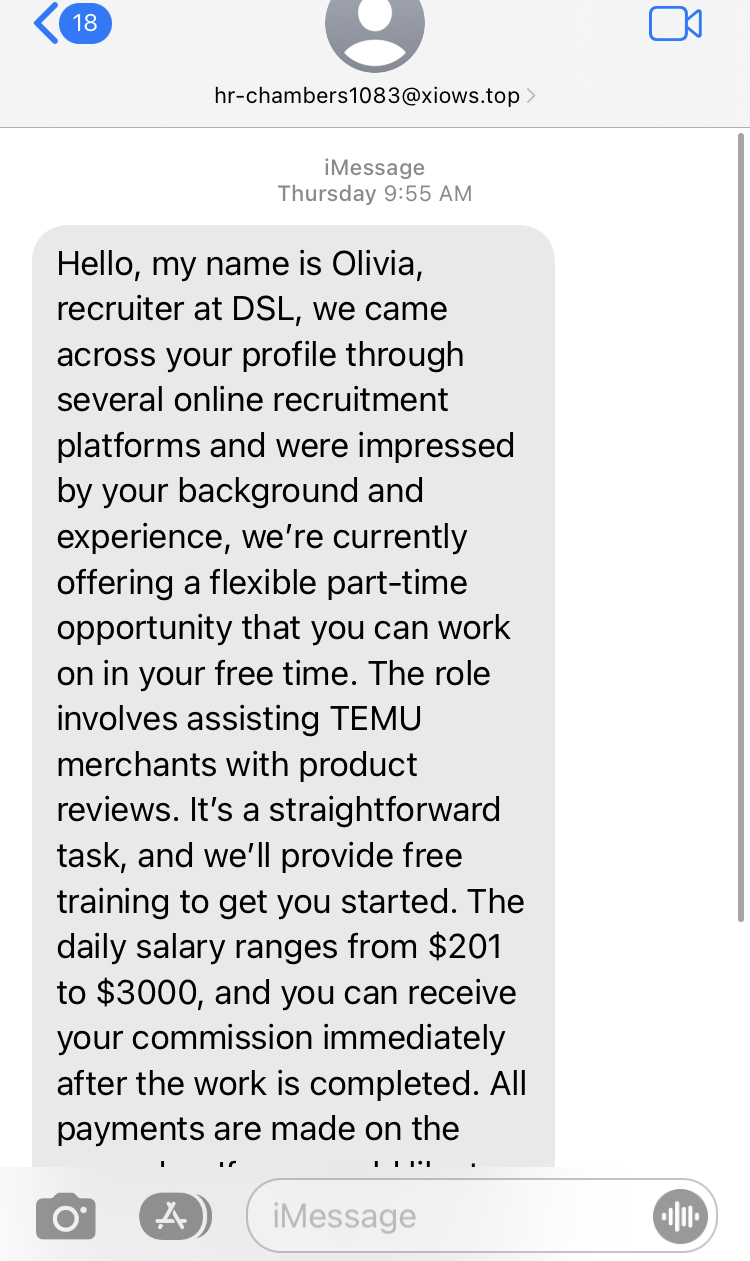 18
hr-chambers1083@xiows.top
iMessage
Thursday 9:55 AM
Hello, my name is Olivia,
recruiter at DSL, we came
across your profile through
several online recruitment
platforms and were impressed
by your background and
experience, we’re currently
offering a flexible part-time
opportunity that you can work
on in your free time. The role
involves assisting TEMU
merchants with product
reviews. It’s a straightforward
task, and we’ll provide free
training to get you started. The
daily salary ranges from $201
to $3000, and you can receive
your commission immediately
after the work is completed. All
payments are made on the
iMessage